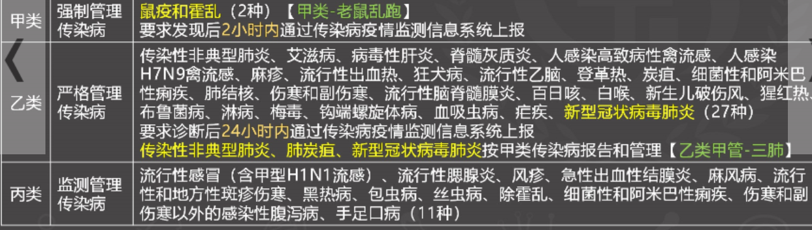 甲类
强制管理
传染病
鼠疫和霍乱（2种）【甲类-老鼠乱跑】
要求发现后2小时内通过传染病疫情监测信息系统上报
乙类
严格管理
传染病
传染性非典型肺炎、艾滋病、病毒性肝炎、脊髓灰质炎、人感染高致病性禽流感、人感染
H7N9禽流感、麻疹、流行性出血热、狂犬病、流行性乙脑、登革热、炭疽、细菌性和阿米巴
性痢疾、肺结核、伤寒和副伤寒、流行性脑脊髓膜炎、百日咳、白喉、新生儿破伤风、猩红热、
布鲁菌病、淋病、梅毒、钩端螺旋体病、血吸虫病、疟疾、新型冠状病毒肺炎（27种）
要求诊断后24小时内通过传染病疫情监测信息系统上报
传染性非典型肺炎、肺炭疽、新型冠状病毒肺炎按甲类传染病报告和管理【乙类甲管-三肺】
丙类
监测管理
传染病
流行性感冒（含甲型H1N1流感）、流行性腮腺炎、风疹、急性出血性结膜炎、麻风病、流行
性和地方性斑疹伤寒、黑热病、包虫病、丝虫病、除霍乱、细菌性和阿米巴性痢疾、伤寒和副
伤寒以外的感染性腹泻病、手足口病（11种）